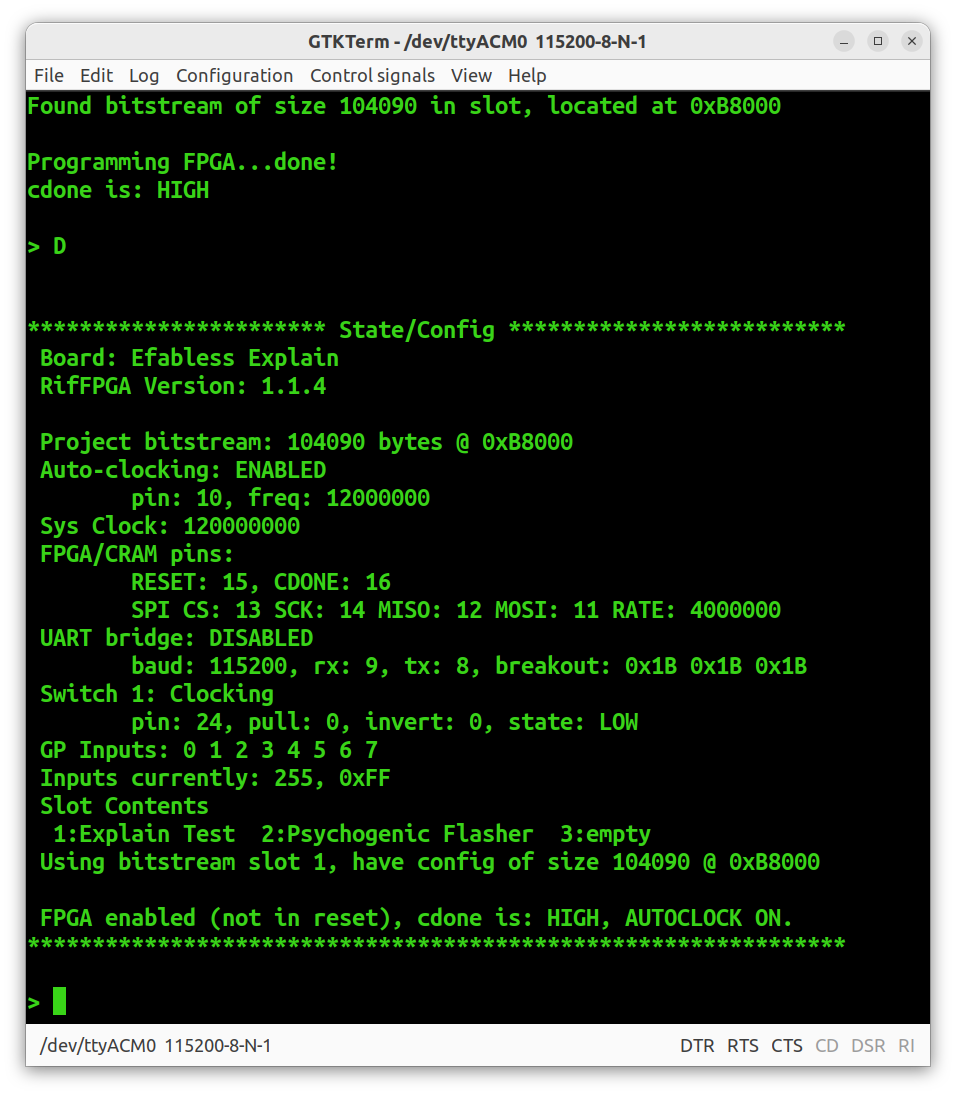 GTKTerm - /dev/ttyACM0 115200-8-N-1
File Edit Log Configuration Control signals View Help
Found bitstream of size 104090 in slot, located at 0xB8000
Programming FPGA...done!
cdone is: HIGH
> D
*********************** State/Config **************************
Board: Efabless Explain
RifFPGA Version: 1.1.4
Project bitstream: 104090 bytes @ 0xB8000
Auto-clocking: ENABLED
pin: 10, freq: 12000000
Sys Clock: 120000000
FPGA/CRAM pins:
RESET: 15, CDONE: 16
SPI CS: 13 SCK: 14 MISO: 12 MOSI: 11 RATE: 4000000
UART bridge: DISABLED
baud: 115200, rx: 9, tx: 8, breakout: 0x1B 0x1B 0x1B
Switch 1: Clocking
pin: 24, pull: 0, invert: 0, state: LOW
GP Inputs: 0 1 2 3 4 5 6 7
Inputs currently: 255, 0xFF
Slot Contents
1:Explain Test 2:Psychogenic Flasher 3:empty
Using bitstream slot 1, have config of size 104090 @ 0xB8000
FPGA enabled (not in reset), cdone is: HIGH, AUTOCLOCK ON.
***************************************************************
>
/dev/ttyACM0 115200-8-N-1 DTR RTS CTS CD DSR RI